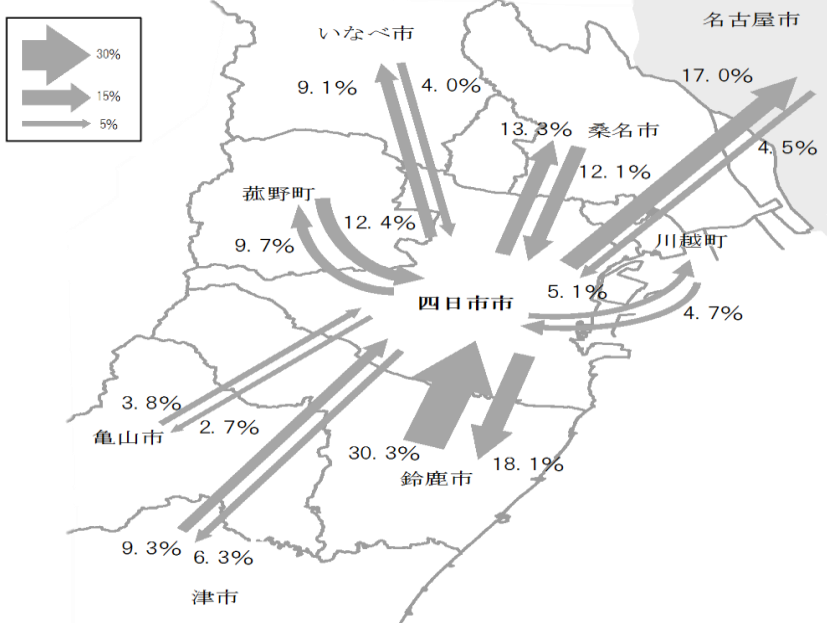 名古屋市
いなべ市
30%
15%
5%
9.1%
4.0%
17.0%
13.3%
桑名市
4.5%
12.1%
菰野町
12.4%
9.7%
川越町
四日市市
5.1%
4.7%
3.8%
2.7%
亀山市
30.3%
鈴鹿市
18.1%
9.3%
6.3%
津市